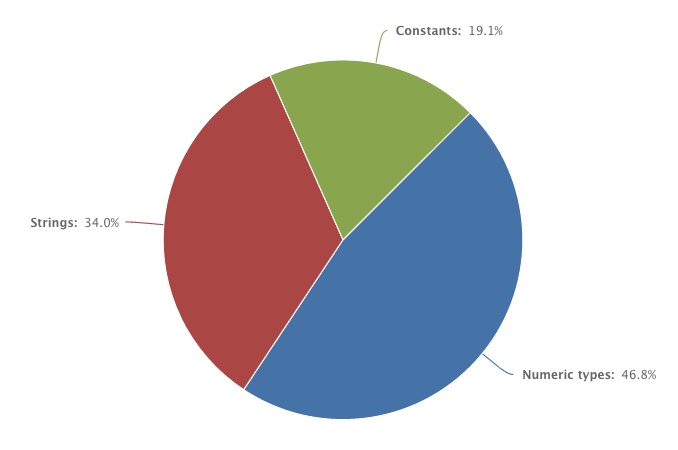 Constants: 19.1%
Strings: 34.0%
Numeric types: 46.8%